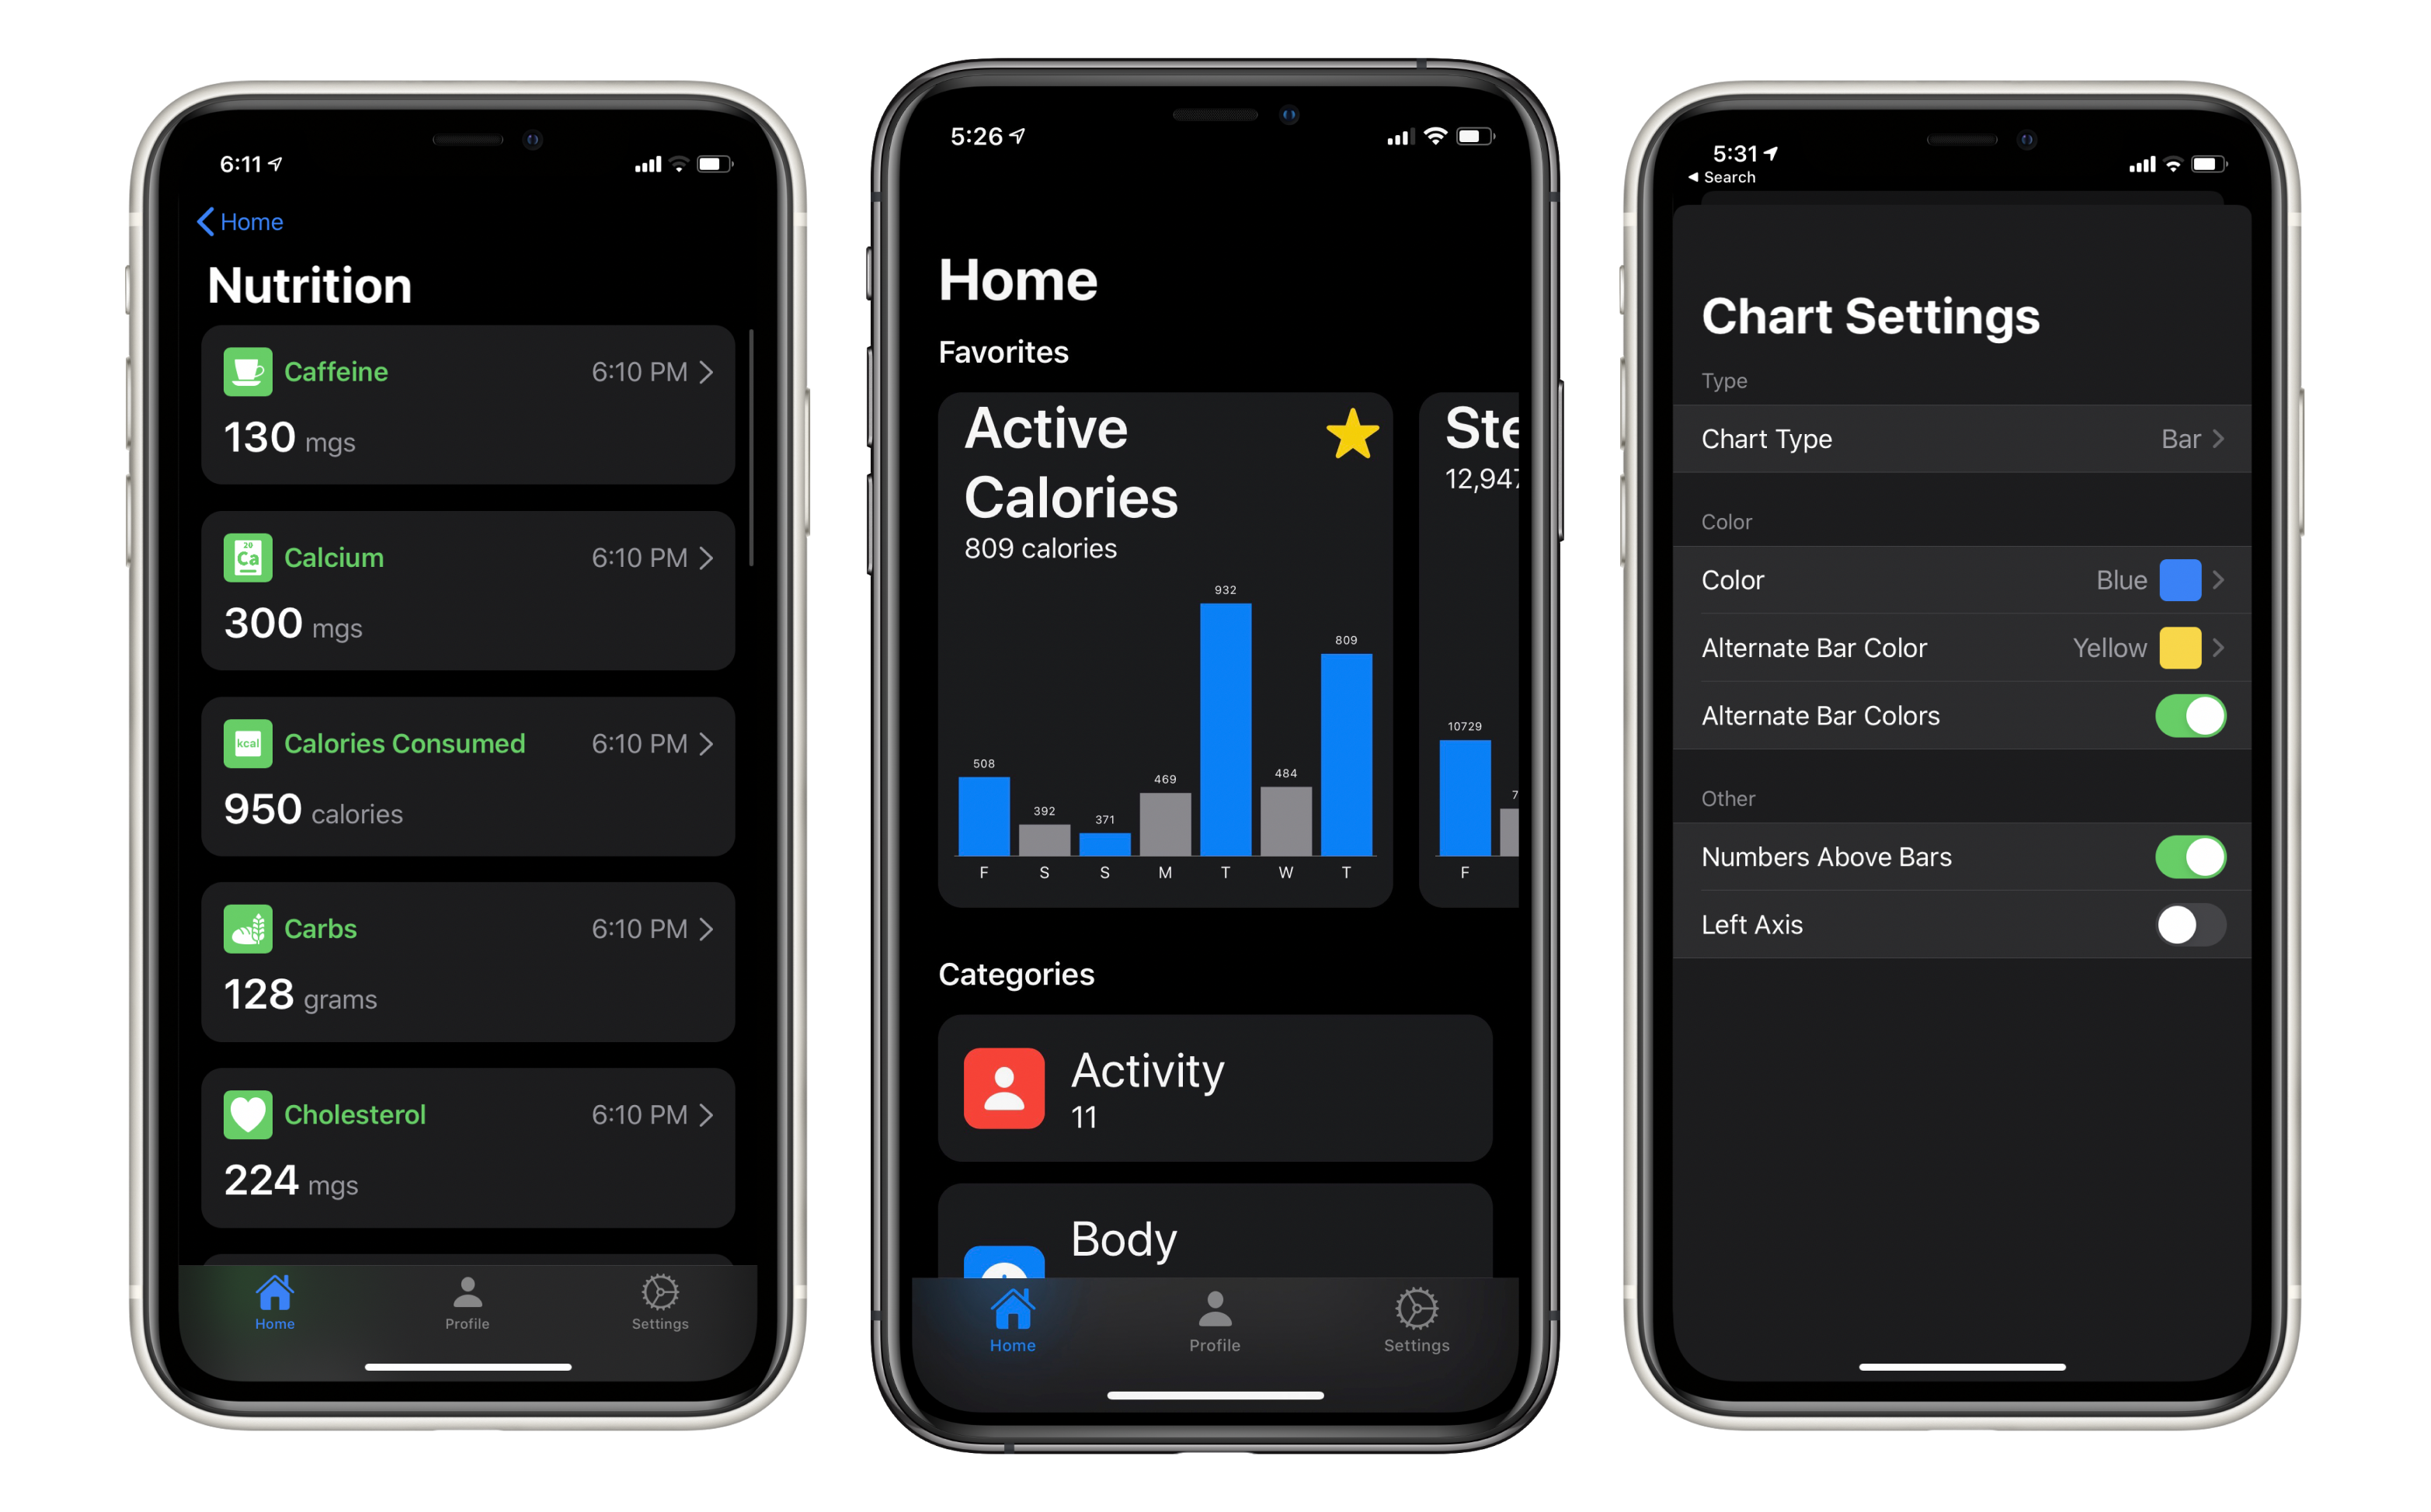 6:11
Home
Nutrition
Caffeine 6:10 PM
130 mgs
20
Ca
Calcium 6:10 PM
300 mgs
kcal
Calories Consumed 6:10 PM
950 calories
Carbs 6:10 PM
128 grams
Cholesterol 6:10 PM
224 mgs
Home Profile Settings
5:26
Home
Favorites
Active
Calories
809 calories
932
809
508
484
469
392
371
F S S M T W T
Ste
12,947
10729
7
F
Categories
Activity
11
Body
Home Profile Settings
5:31
Search
Chart Settings
Type
Chart Type Bar
Color
Color Blue
Alternate Bar Color Yellow
Alternate Bar Colors
Other
Numbers Above Bars
Left Axis